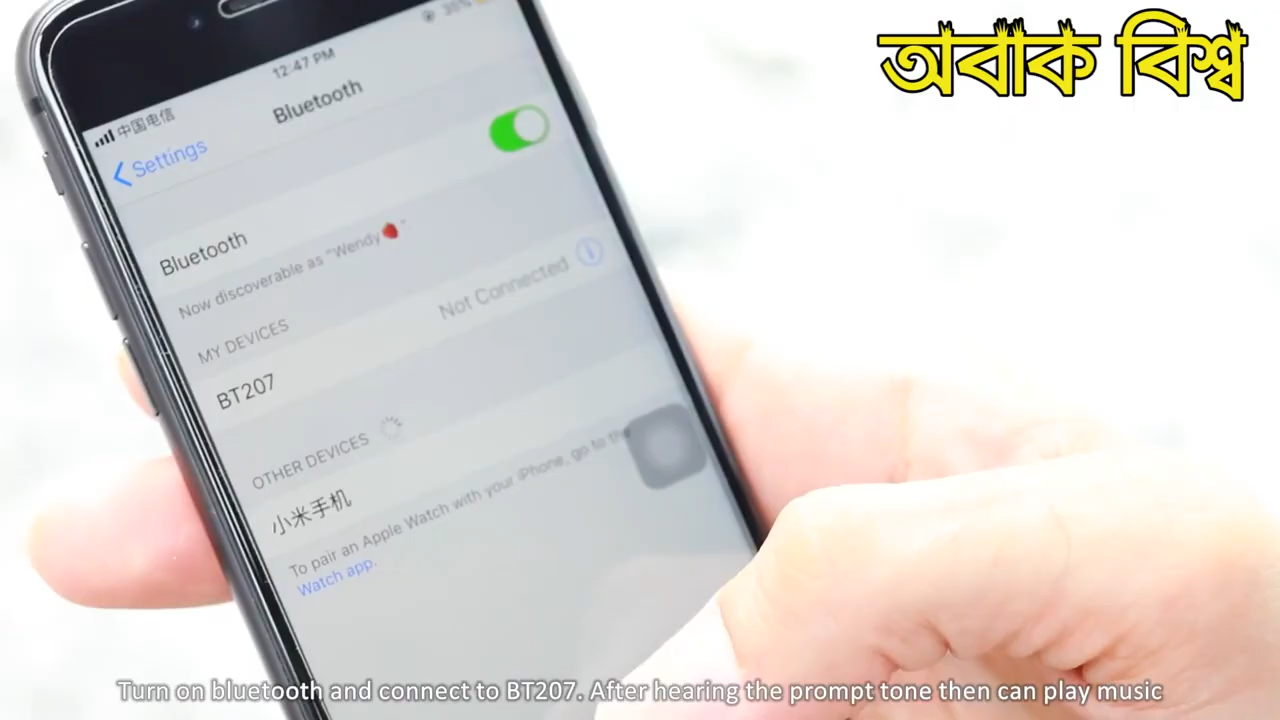 অবাক বিশ্ব
35%
12:47 PM
中国电信
Settings
Bluetooth
Bluetooth
Now discoverable as "Wendy🍓"
MY DEVICES
BT207 Not Connected
OTHER DEVICES
小米手机
To pair an Apple Watch with your iPhone, go to the
Watch app.
Turn on bluetooth and connect to BT207. After hearing the prompt tone then can play music